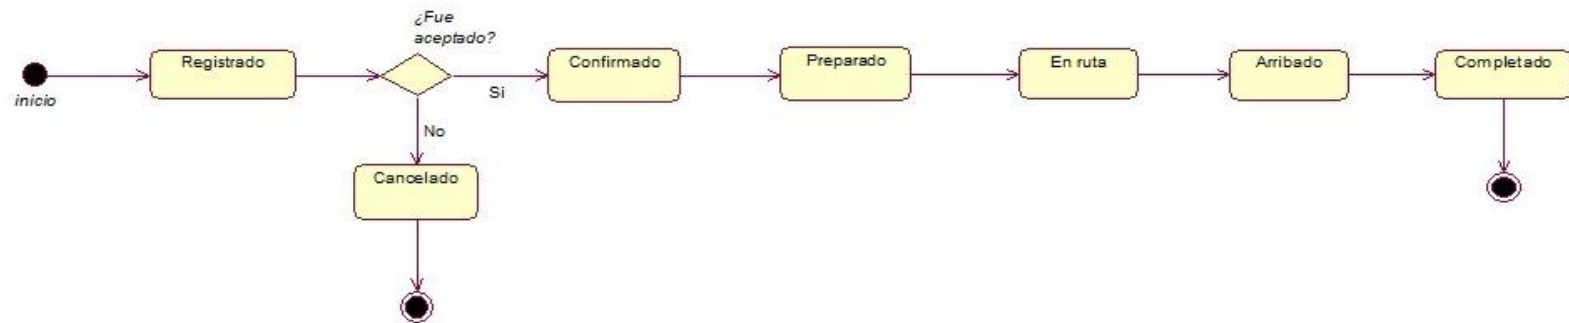 ¿Fue
aceptado?
Registrado
Confirmado
Preparado
En ruta
Arribado
Completado
inicio
Si
No
Cancelado